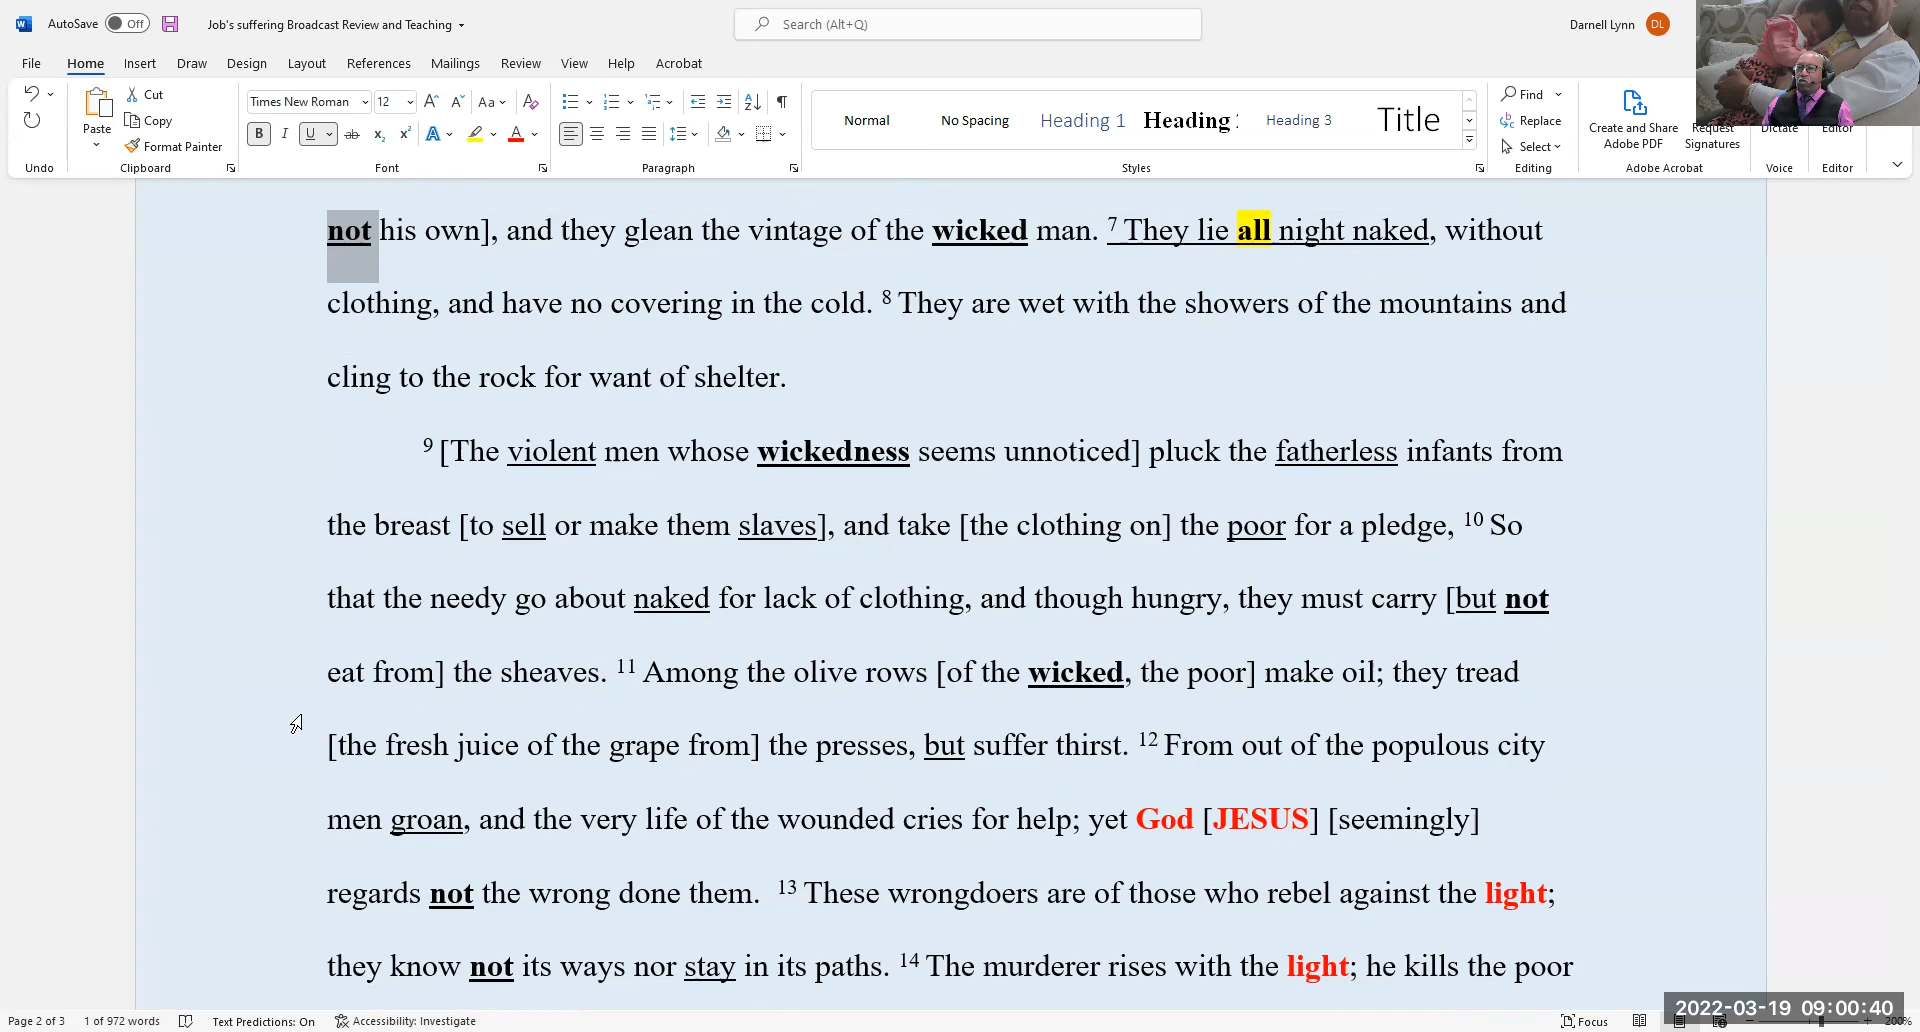 AutoSave Off Job's suffering Broadcast Review and Teaching Search (Alt+Q) Darnell Lynn DL
File Home Insert Draw Design Layout References Mailings Review View Help Acrobat
Paste Cut Copy Format Painter
Times New Roman 12
Normal No Spacing Heading 1 Heading Heading 3 Title
Find Replace Select
Create and Share Adobe PDF Request Signatures Dictate Editor
Undo Clipboard Font Paragraph Styles Editing Adobe Acrobat Voice Editor
not his own], and they glean the vintage of the wicked man. 7 They lie all night naked, without
clothing, and have no covering in the cold. 8 They are wet with the showers of the mountains and
cling to the rock for want of shelter.
9 [The violent men whose wickedness seems unnoticed] pluck the fatherless infants from
the breast [to sell or make them slaves], and take [the clothing on] the poor for a pledge, 10 So
that the needy go about naked for lack of clothing, and though hungry, they must carry [but not
eat from] the sheaves. 11 Among the olive rows [of the wicked, the poor] make oil; they tread
[the fresh juice of the grape from] the presses, but suffer thirst. 12 From out of the populous city
men groan, and the very life of the wounded cries for help; yet God [JESUS] [seemingly]
regards not the wrong done them. 13 These wrongdoers are of those who rebel against the light;
they know not its ways nor stay in its paths. 14 The murderer rises with the light; he kills the poor
2022-03-19 09:00:40
Page 2 of 3 1 of 972 words Text Predictions: On Accessibility: Investigate Focus 200%